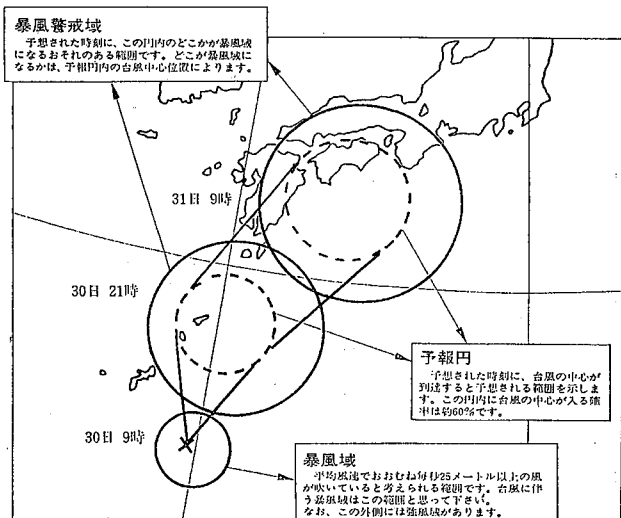 暴風警戒域
予想された時刻に、この円内のどこかが暴風域
になるおそれのある範囲です。どこが暴風域に
なるかは、予報円内の台風中心位置によります。
31日 9時
30日 21時
予報円
予想された時刻に、台風の中心が
到達すると予想される範囲を示しま
す。この円内に台風の中心が入る確
率は約60%です。
30日 9時
暴風域
平均風速でおおむね毎秒25メートル以上の風
が吹いていると考えられる範囲です。台風に伴
う暴風域はこの範囲と思って下さい。
なお、この外側には強風域があります。